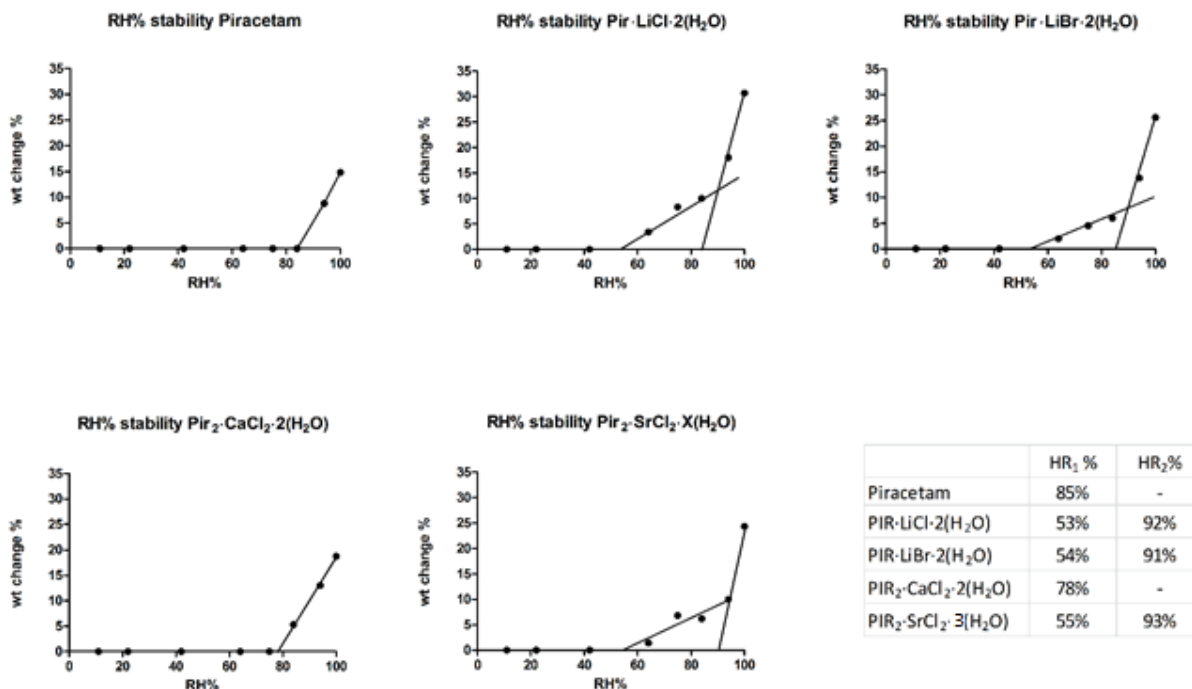 RH% stability Piracetam
wt change %
35
30
25
20
15
10
5
0
0 20 40 60 80 100
RH%
RH% stability Pir·LiCl·2(H₂O)
wt change %
35
30
25
20
15
10
5
0
0 20 40 60 80 100
RH%
RH% stability Pir·LiBr·2(H₂O)
wt change %
35
30
25
20
15
10
5
0
0 20 40 60 80 100
RH%
RH% stability Pir₂·CaCl₂·2(H₂O)
wt change %
35
30
25
20
15
10
5
0
0 20 40 60 80 100
RH%
RH% stability Pir₂·SrCl₂·X(H₂O)
wt change %
35
30
25
20
15
10
5
0
0 20 40 60 80 100
RH%
HR₁ % HR₂%
Piracetam 85% -
PIR·LiCl·2(H₂O) 53% 92%
PIR·LiBr·2(H₂O) 54% 91%
PIR₂·CaCl₂·2(H₂O) 78% -
PIR₂·SrCl₂·3(H₂O) 55% 93%